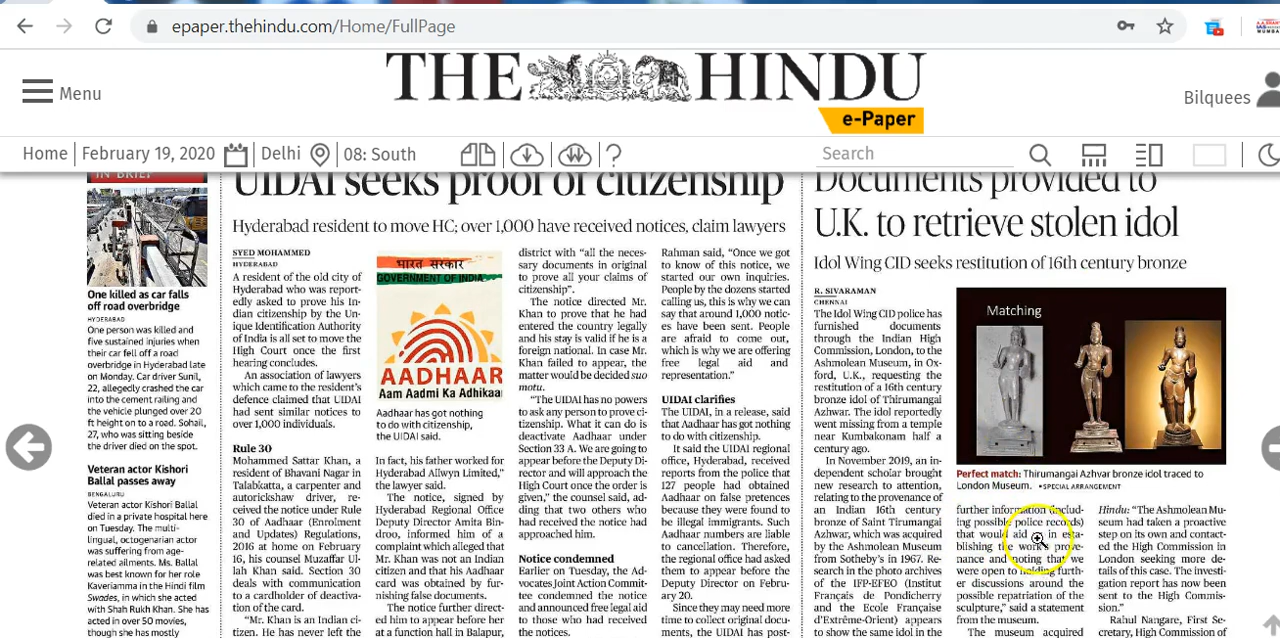 epaper.thehindu.com/Home/FullPage
THE HINDU
e-Paper
Menu
Bilquees
Home
February 19, 2020
Delhi
08: South
?
Search
IN BRIEF
One killed as car falls
off road overbridge
HYDERABAD
One person was killed and
five sustained injuries when
their car fell off a road
overbridge in Hyderabad late
on Monday. Car driver Sunil,
22, allegedly crashed the car
into the cement railing and
the vehicle plunged over 20
ft height on to a road. Sohail,
27, who was sitting beside
the driver died on the spot.
Veteran actor Kishori
Ballal passes away
BENGALURU
Veteran actor Kishori Ballal
died in a private hospital here
on Tuesday. The multi-
lingual, octogenarian actor
was suffering from age-
related ailments. Ms. Ballal
was best known for her role
Kaveriamma in the Hindi film
Swades, in which she acted
with Shah Rukh Khan. She has
acted in over 50 movies,
though she has mostly
UIDAI seeks proof of citizenship
Hyderabad resident to move HC; over 1,000 have received notices, claim lawyers
SYED MOHAMMED
HYDERABAD
A resident of the old city of
Hyderabad who was report-
edly asked to prove his In-
dian citizenship by the Un-
ique Identification Authority
of India is all set to move the
High Court once the first
hearing concludes.
An association of lawyers
which came to the resident's
defence claimed that UIDAI
had sent similar notices to
over 1,000 individuals.
Rule 30
Mohammed Sattar Khan, a
resident of Bhavani Nagar in
Talabkatta, a carpenter and
autorickshaw driver, re-
ceived the notice under Rule
30 of Aadhaar (Enrolment
and Updates) Regulations,
2016 at home on February
16, his counsel Muzaffar Ul-
lah Khan said. Section 30
deals with communication
to a cardholder of deactiva-
tion of the card.
"Mr. Khan is an Indian ci-
tizen. He has never left the
भारत सरकार
GOVERNMENT OF INDIA
AADHAAR
Aam Aadmi Ka Adhikaa
Aadhaar has got nothing
to do with citizenship,
the UIDAI said.
In fact, his father worked for
Hyderabad Allwyn Limited,"
the lawyer said.
The notice, signed by
Hyderabad Regional Office
Deputy Director Amita Bin-
droo, informed him of a
complaint which alleged that
Mr. Khan was not an Indian
citizen and that his Aadhaar
card was obtained by fur-
nishing false documents.
The notice further direct-
ed him to appear before her
at a function hall in Balapur,
district with "all the neces-
sary documents in original
to prove all your claims of
citizenship".
The notice directed Mr.
Khan to prove that he had
entered the country legally
and his stay is valid if he is a
foreign national. In case Mr.
Khan failed to appear, the
matter would be decided suo
motu.
"The UIDAI has no powers
to ask any person to prove ci-
tizenship. What it can do is
deactivate Aadhaar under
Section 33 A. We are going to
appear before the Deputy Di-
rector and will approach the
High Court once the order is
given," the counsel said, ad-
ding that two others who
had received the notice had
approached him.
Notice condemned
Earlier on Tuesday, the Ad-
vocates Joint Action Commit-
tee condemned the notice
and announced free legal aid
to those who had received
the notices.
Rahman said, "Once we got
to know of this notice, we
started our own inquiries.
People by the dozens started
calling us, this is why we can
say that around 1,000 notic-
es have been sent. People
are afraid to come out,
which is why we are offering
free legal aid and
representation."
UIDAI clarifies
The UIDAI, in a release, said
that Aadhaar has got nothing
to do with citizenship.
It said the UIDAI regional
office, Hyderabad, received
reports from the police that
127 people had obtained
Aadhaar on false pretence
because they were found to
be illegal immigrants. Such
Aadhaar numbers are liable
to cancellation. Therefore,
the regional office had asked
them to appear before the
Deputy Director on Febru-
ary 20.
Since they may need more
time to collect original docu-
ments, the UIDAI has post-
Documents provided to
U.K. to retrieve stolen idol
Idol Wing CID seeks restitution of 16th century bronze
R. SIVARAMAN
CHENNAI
The Idol Wing CID police has
furnished documents
through the Indian High
Commission, London, to the
Ashmolean Museum, in Ox-
ford, U.K., requesting the
restitution of a 16th century
bronze idol of Thirumangai
Azhwar. The idol reportedly
went missing from a temple
near Kumbakonam half a
century ago.
In November 2019, an in-
dependent scholar brought
new research to attention,
relating to the provenance of
an Indian 16th century
bronze of Saint Tirumangai
Azhwar, which was acquired
by the Ashmolean Museum
from Sotheby's in 1967. Re-
search in the photo archives
of the IFP-EFEO (Institut
Français de Pondicherry
and the Ecole Française
d'Extrême-Orient) appears
to show the same idol in the
Matching
Perfect match: Thirumangai Azhvar bronze idol traced to
London Museum. •SPECIAL ARRANGEMENT
further information (includ-
ing possible police records)
that would aid us in esta-
blishing the work's prove-
nance and noting that we
were open to holding furth-
er discussions around the
possible repatriation of the
sculpture," said a statement
from the museum.
The museum acquired
Hindu: "The Ashmolean Mu-
seum had taken a proactive
step on its own and contact-
ed the High Commission in
London seeking more de-
tails of this case. The investi-
gation report has now been
sent to the High Commis-
sion."
Rahul Nangare, First Se-
cretary, High Commission of